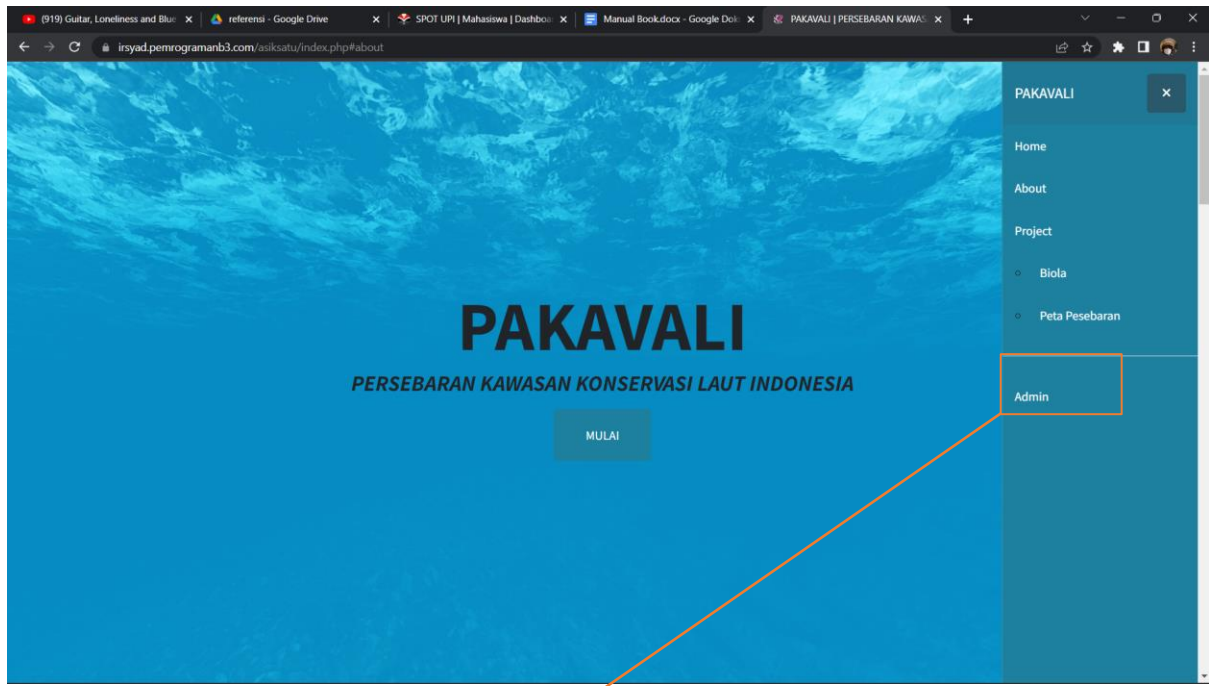 (919) Guitar, Loneliness and Blue
referensi - Google Drive
SPOT UPI | Mahasiswa | Dashboa
Manual Book.docx - Google Dok
PAKAVALI | PERSEBARAN KAWAS
irsyad.pemrogramanb3.com/asiksatu/index.php#about
PAKAVALI
Home
About
Project
Biola
Peta Pesebaran
Admin
PAKAVALI
PERSEBARAN KAWASAN KONSERVASI LAUT INDONESIA
MULAI